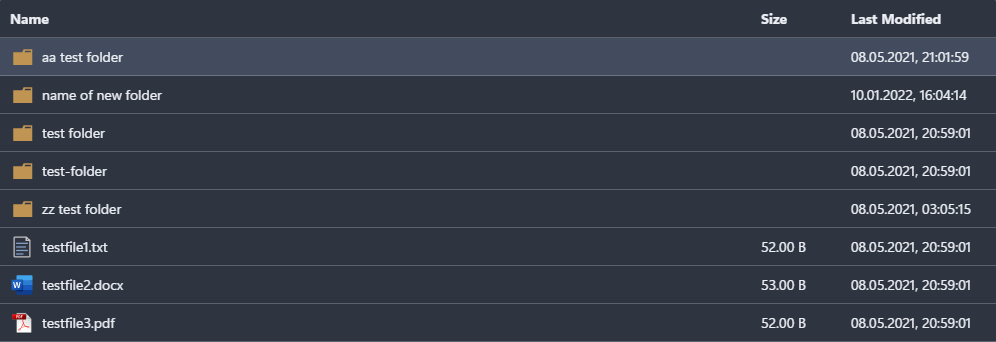 Name Size Last Modified
aa test folder 08.05.2021, 21:01:59
name of new folder 10.01.2022, 16:04:14
test folder 08.05.2021, 20:59:01
test-folder 08.05.2021, 20:59:01
zz test folder 08.05.2021, 03:05:15
testfile1.txt 52.00 B 08.05.2021, 20:59:01
W testfile2.docx 53.00 B 08.05.2021, 20:59:01
PDF testfile3.pdf 52.00 B 08.05.2021, 20:59:01